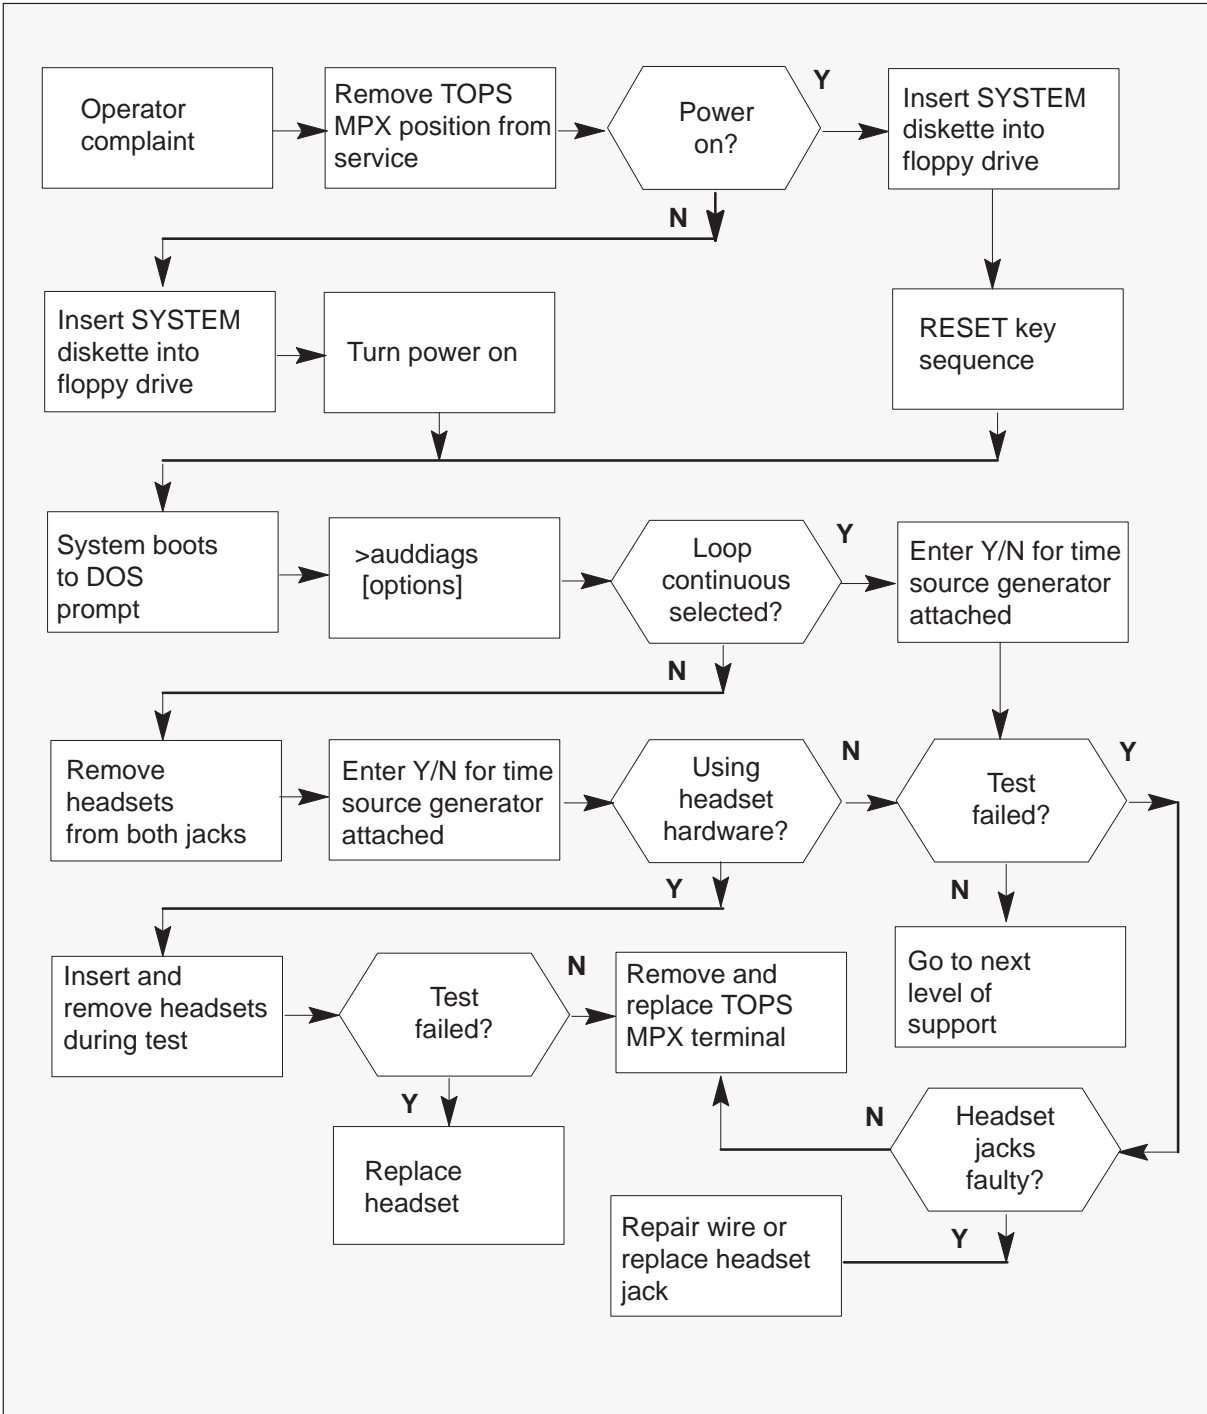 Operator
complaint
Remove TOPS
MPX position from
service
Power
on?
Y
Insert SYSTEM
diskette into
floppy drive
N
Insert SYSTEM
diskette into
floppy drive
Turn power on
RESET key
sequence
System boots
to DOS
prompt
>auddiags
[options]
Loop
continuous
selected?
Y
Enter Y/N for time
source generator
attached
N
Remove
headsets
from both jacks
Enter Y/N for time
source generator
attached
Using
headset
hardware?
N
Test
failed?
Y
Y
N
Insert and
remove headsets
during test
Test
failed?
N
Remove and
replace TOPS
MPX terminal
Go to next
level of
support
Y
Replace
headset
N
Headset
jacks
faulty?
Repair wire or
replace headset
jack
Y